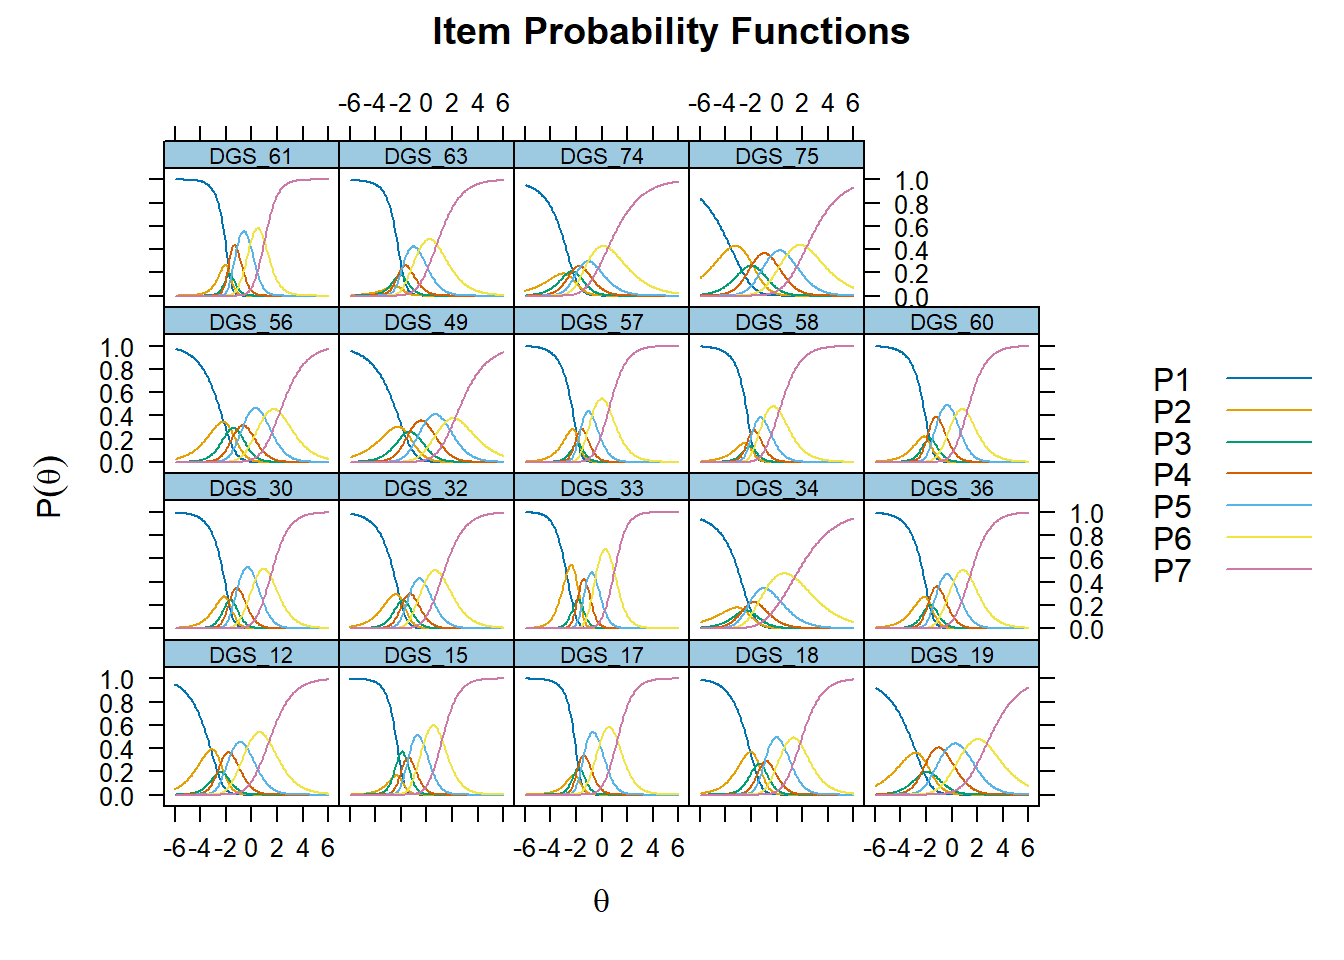 Item Probability Functions
-6 -4 -2 0 2 4 6 -6 -4 -2 0 2 4 6
DGS_61 DGS_63 DGS_74 DGS_75
1.0
0.8
0.6
0.4
0.2
0.0
DGS_56 DGS_49 DGS_57 DGS_58 DGS_60
1.0
0.8
0.6
0.4
0.2
0.0
DGS_30 DGS_32 DGS_33 DGS_34 DGS_36
1.0
0.8
0.6
0.4
0.2
0.0
DGS_12 DGS_15 DGS_17 DGS_18 DGS_19
1.0
0.8
0.6
0.4
0.2
0.0
-6 -4 -2 0 2 4 6 -6 -4 -2 0 2 4 6 -6 -4 -2 0 2 4 6
θ
P(θ)
P1
P2
P3
P4
P5
P6
P7